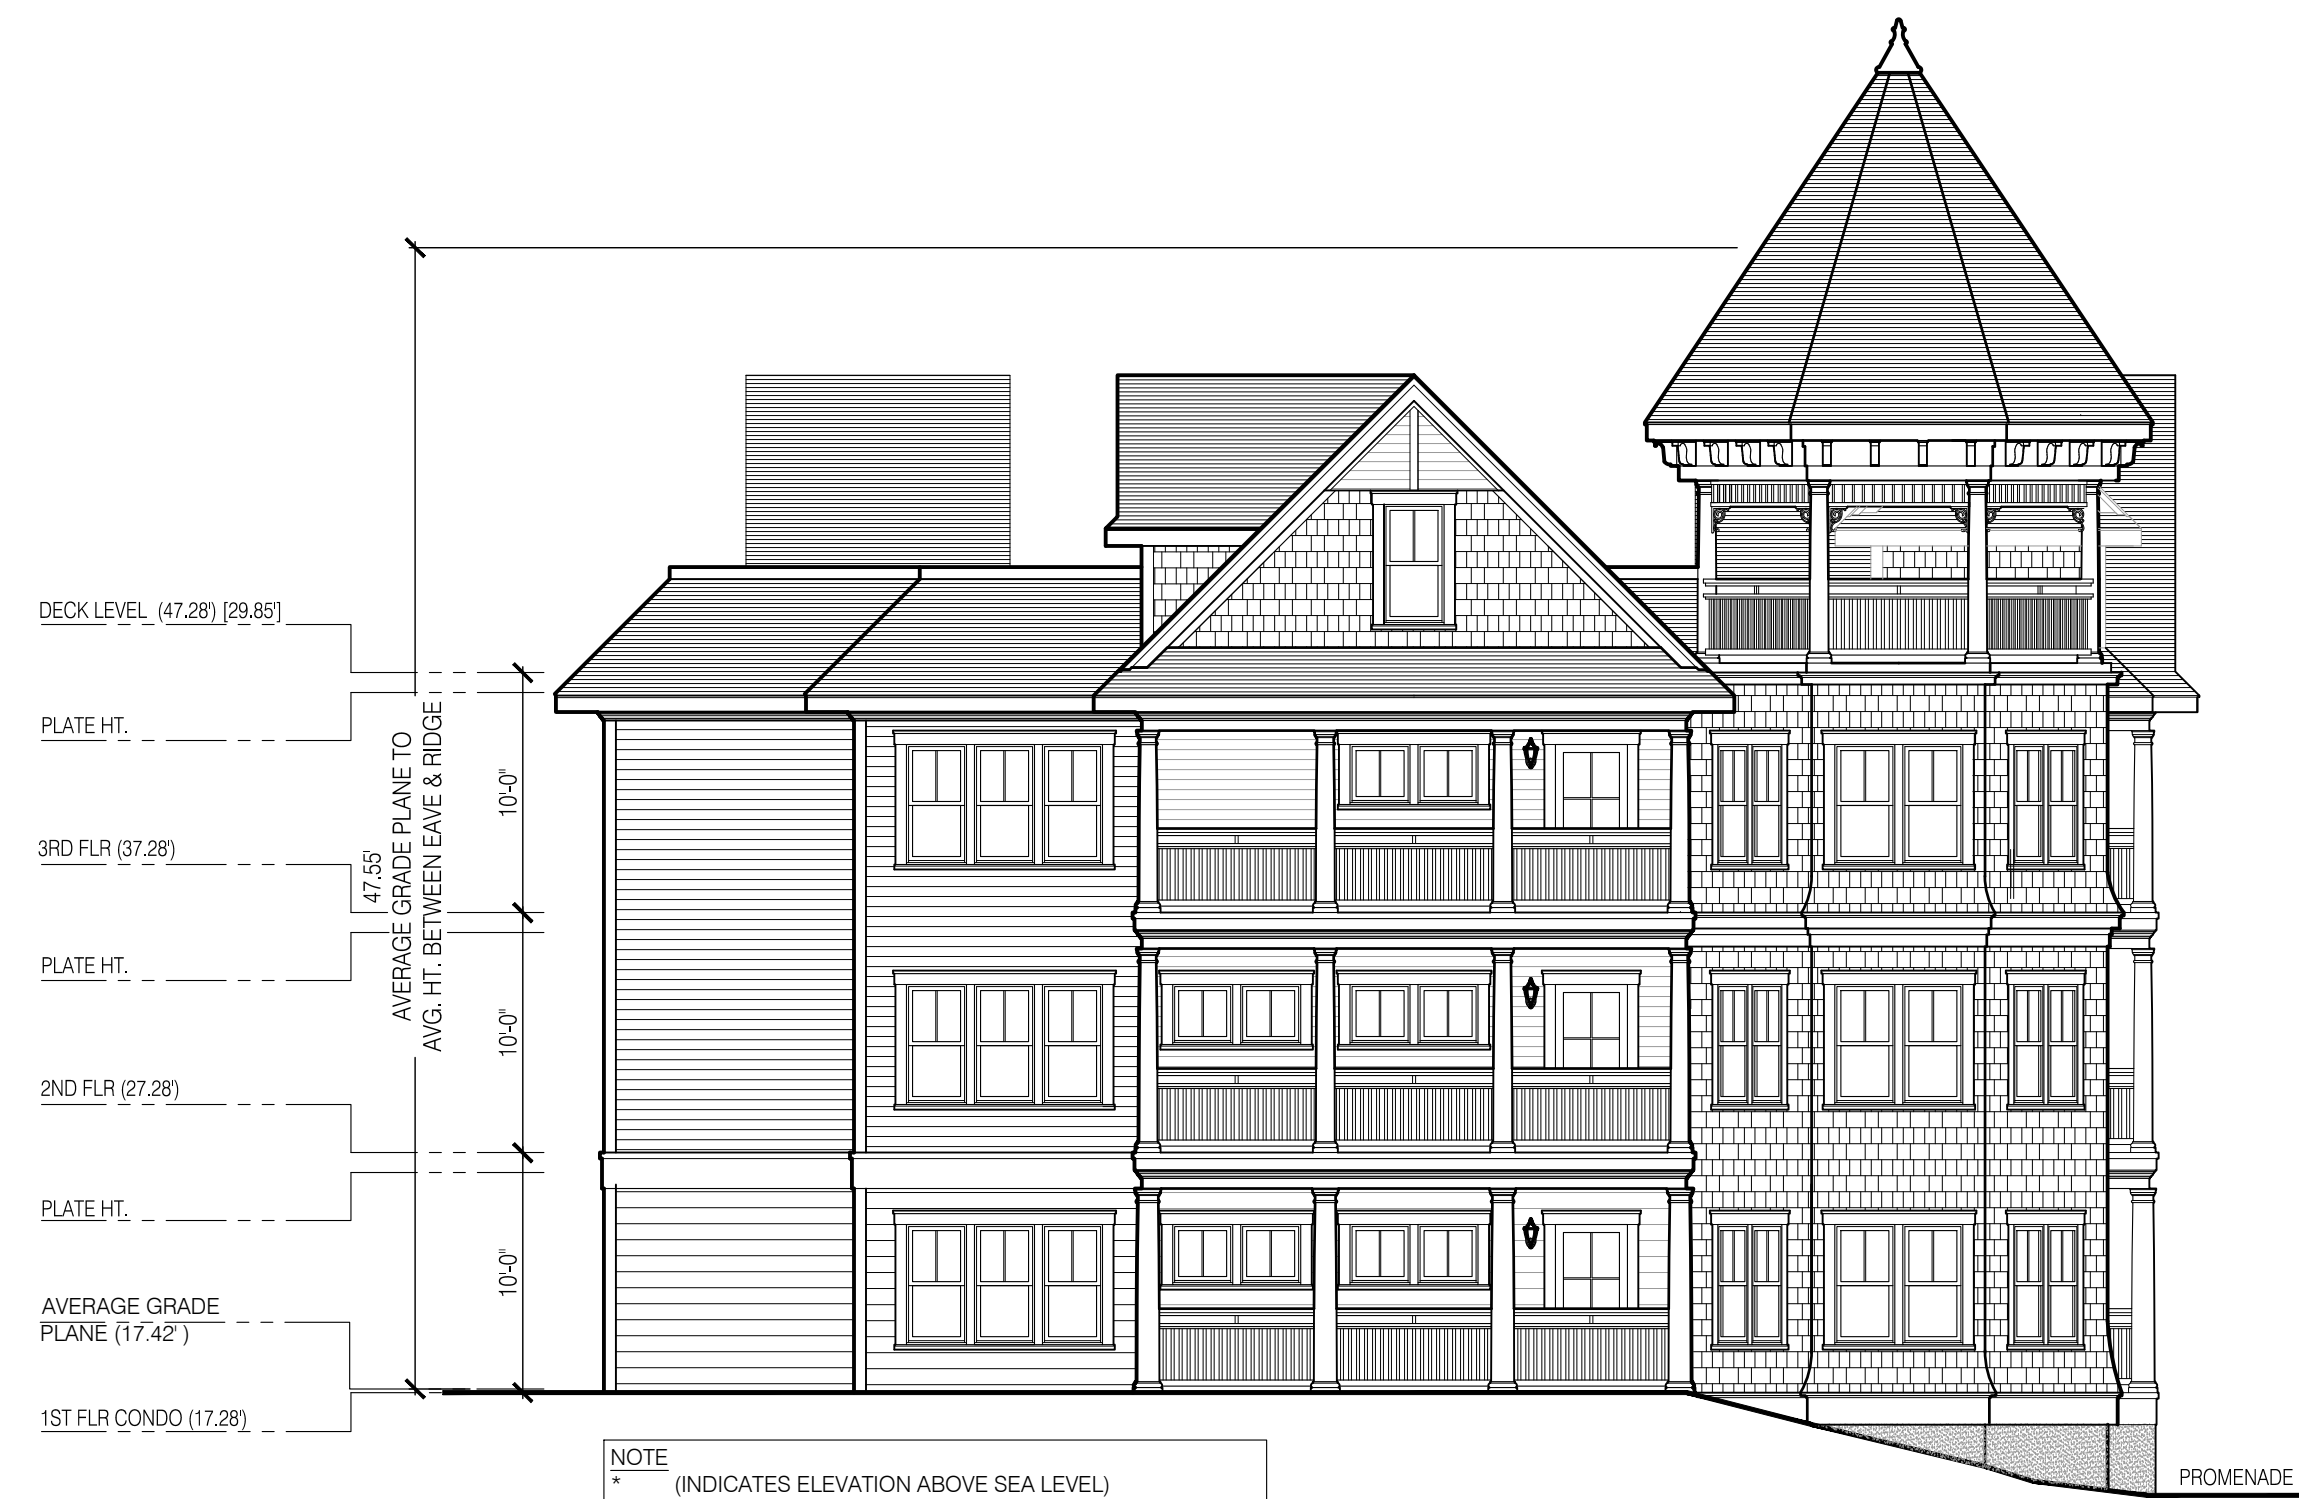 DECK LEVEL (47.28') [29.85']
PLATE HT.
3RD FLR (37.28')
PLATE HT.
2ND FLR (27.28')
PLATE HT.
AVERAGE GRADE
PLANE (17.42' )
1ST FLR CONDO (17.28')
47.55'
AVERAGE GRADE PLANE TO
AVG. HT. BETWEEN EAVE & RIDGE
10'-0"
10'-0"
10'-0"
NOTE
* (INDICATES ELEVATION ABOVE SEA LEVEL)
PROMENADE